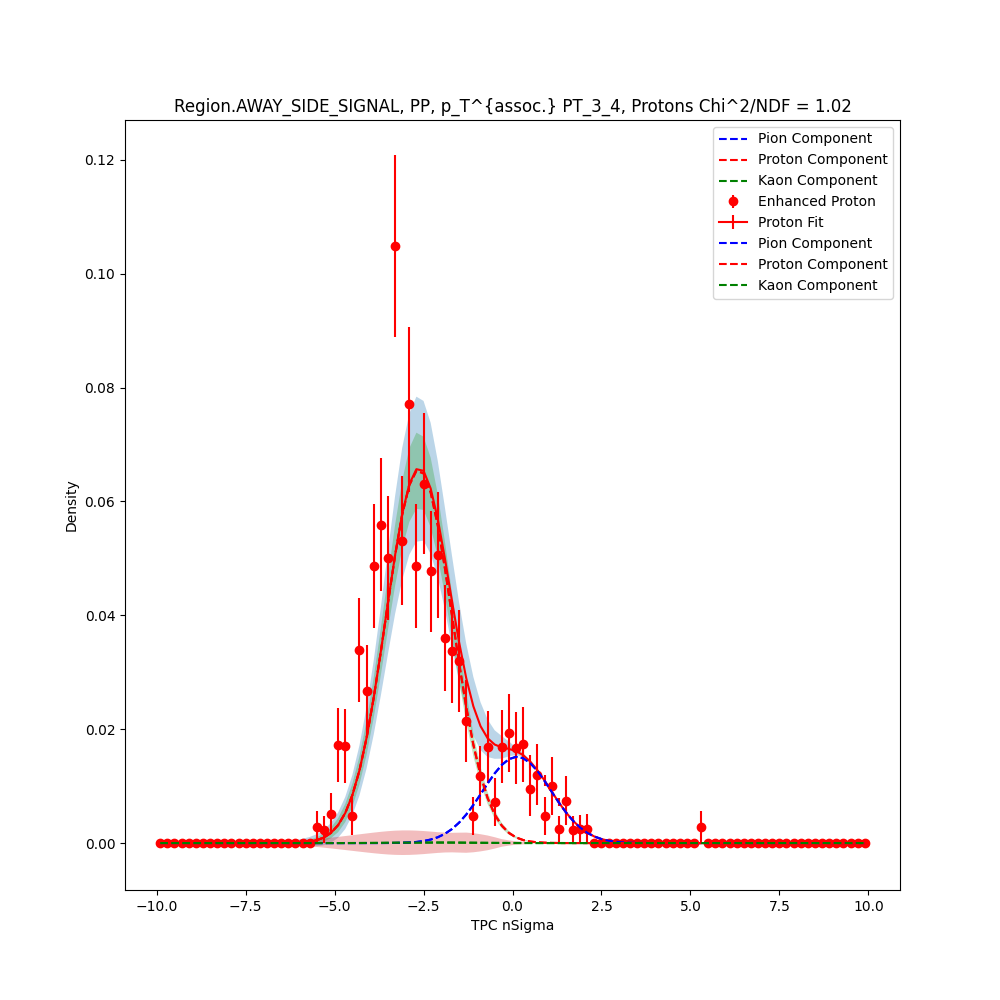 Region.AWAY_SIDE_SIGNAL, PP, p_T^{assoc.} PT_3_4, Protons Chi^2/NDF = 1.02
Pion Component
Proton Component
Kaon Component
Enhanced Proton
Proton Fit
Pion Component
Proton Component
Kaon Component
0.12
0.10
0.08
0.06
0.04
0.02
0.00
Density
−10.0 −7.5 −5.0 −2.5 0.0 2.5 5.0 7.5 10.0
TPC nSigma